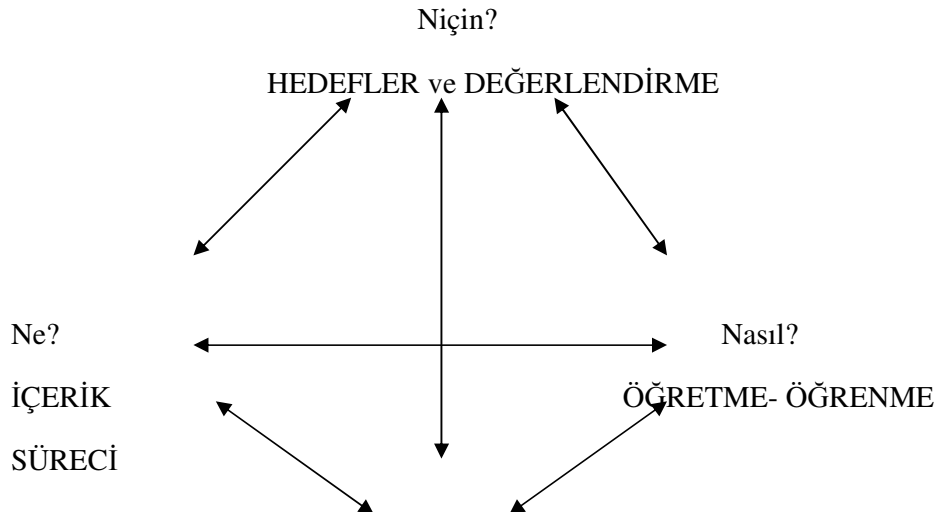 Niçin?
HEDEFLER ve DEĞERLENDİRME
Ne? Nasıl?
İÇERİK ÖĞRETME- ÖĞRENME
SÜRECİ